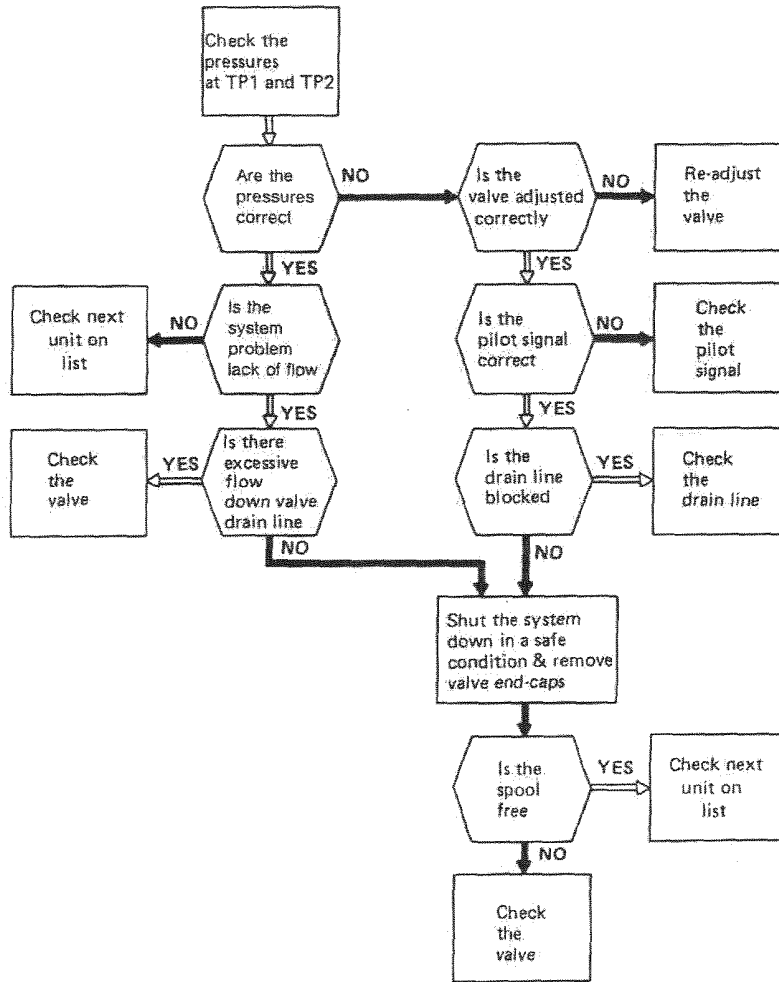 Check the
pressures
at TP1 and TP2
Are the
pressures
correct
NO
Is the
valve adjusted
correctly
NO
Re-adjust
the
valve
YES
YES
Check next
unit on
list
NO
Is the
system
problem
lack of flow
Is the
pilot signal
correct
NO
Check
the
pilot
signal
YES
YES
Check
the
valve
YES
Is there
excessive
flow
down valve
drain line
Is the
drain line
blocked
YES
Check
the
drain line
NO
NO
Shut the system
down in a safe
condition & remove
valve end-caps
Is the
spool
free
YES
Check next
unit on
list
NO
Check
the
valve